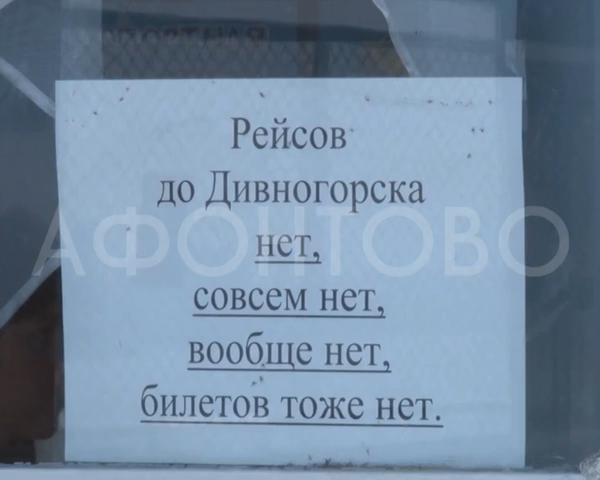 Рейсов
до Дивногорска
нет,
совсем нет,
вообще нет,
билетов тоже нет.
АФОНТОВО